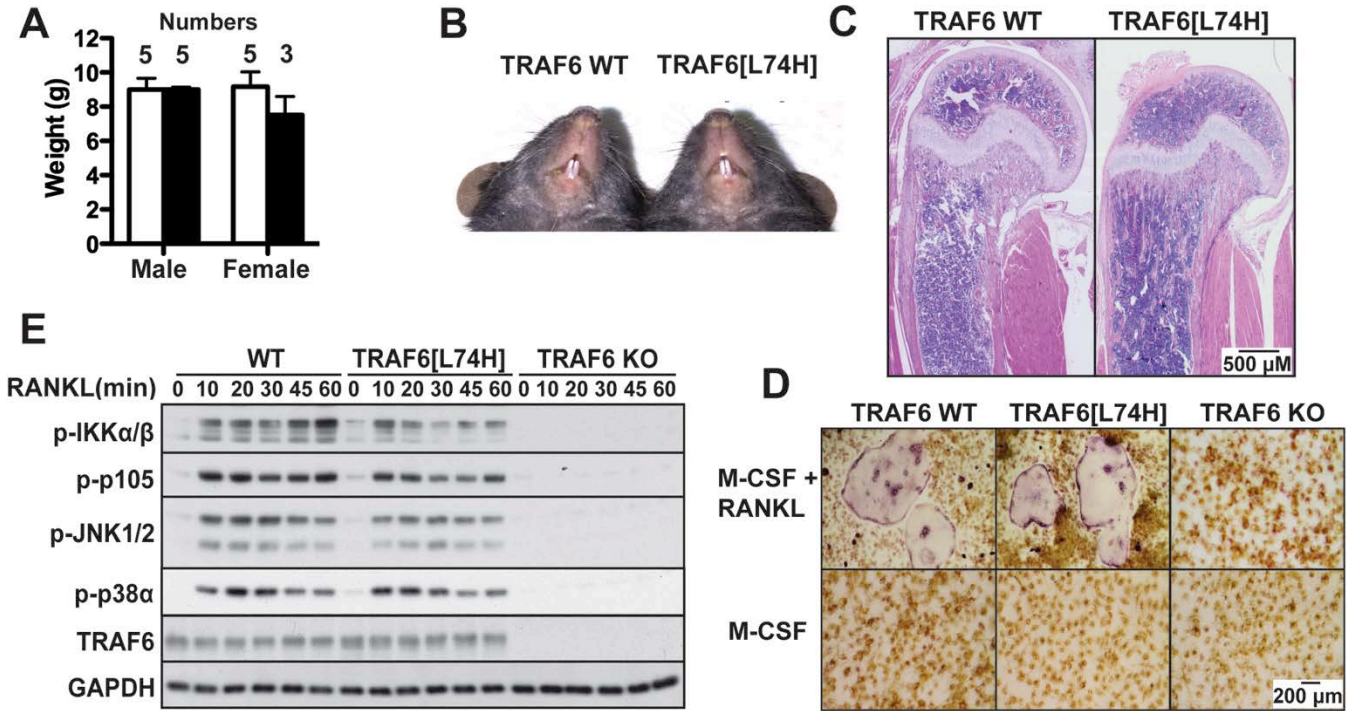 A
Numbers
5 5 5 3
12
10
8
6
4
2
0
Weight (g)
Male Female
B
TRAF6 WT TRAF6[L74H]
C
TRAF6 WT TRAF6[L74H]
500 µM
E
WT TRAF6[L74H] TRAF6 KO
RANKL(min) 0 10 20 30 45 60 0 10 20 30 45 60 0 10 20 30 45 60
p-IKKα/β
p-p105
p-JNK1/2
p-p38α
TRAF6
GAPDH
D
TRAF6 WT TRAF6[L74H] TRAF6 KO
M-CSF +
RANKL
M-CSF
200 µm